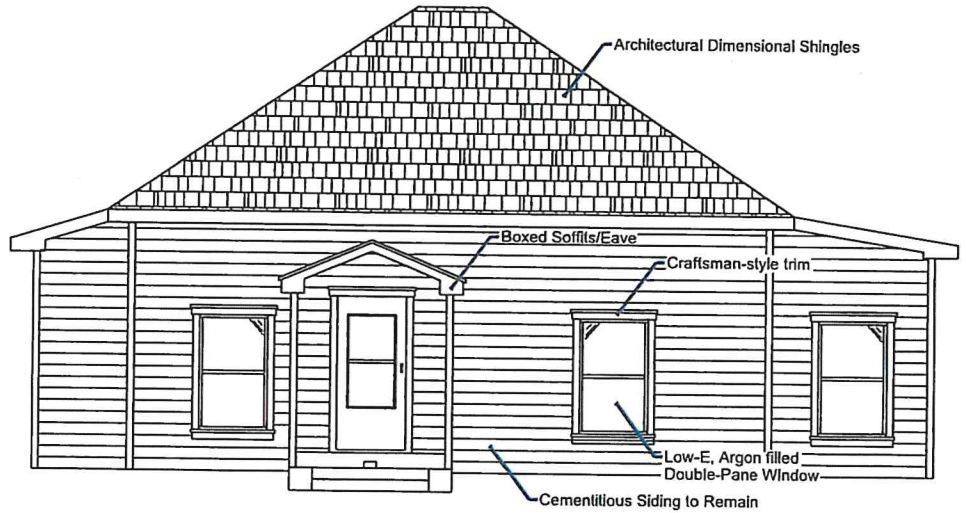 Architectural Dimensional Shingles
Boxed Soffits/Eave
Craftsman-style trim
Low-E, Argon filled
Double-Pane Window
Cementitious Siding to Remain